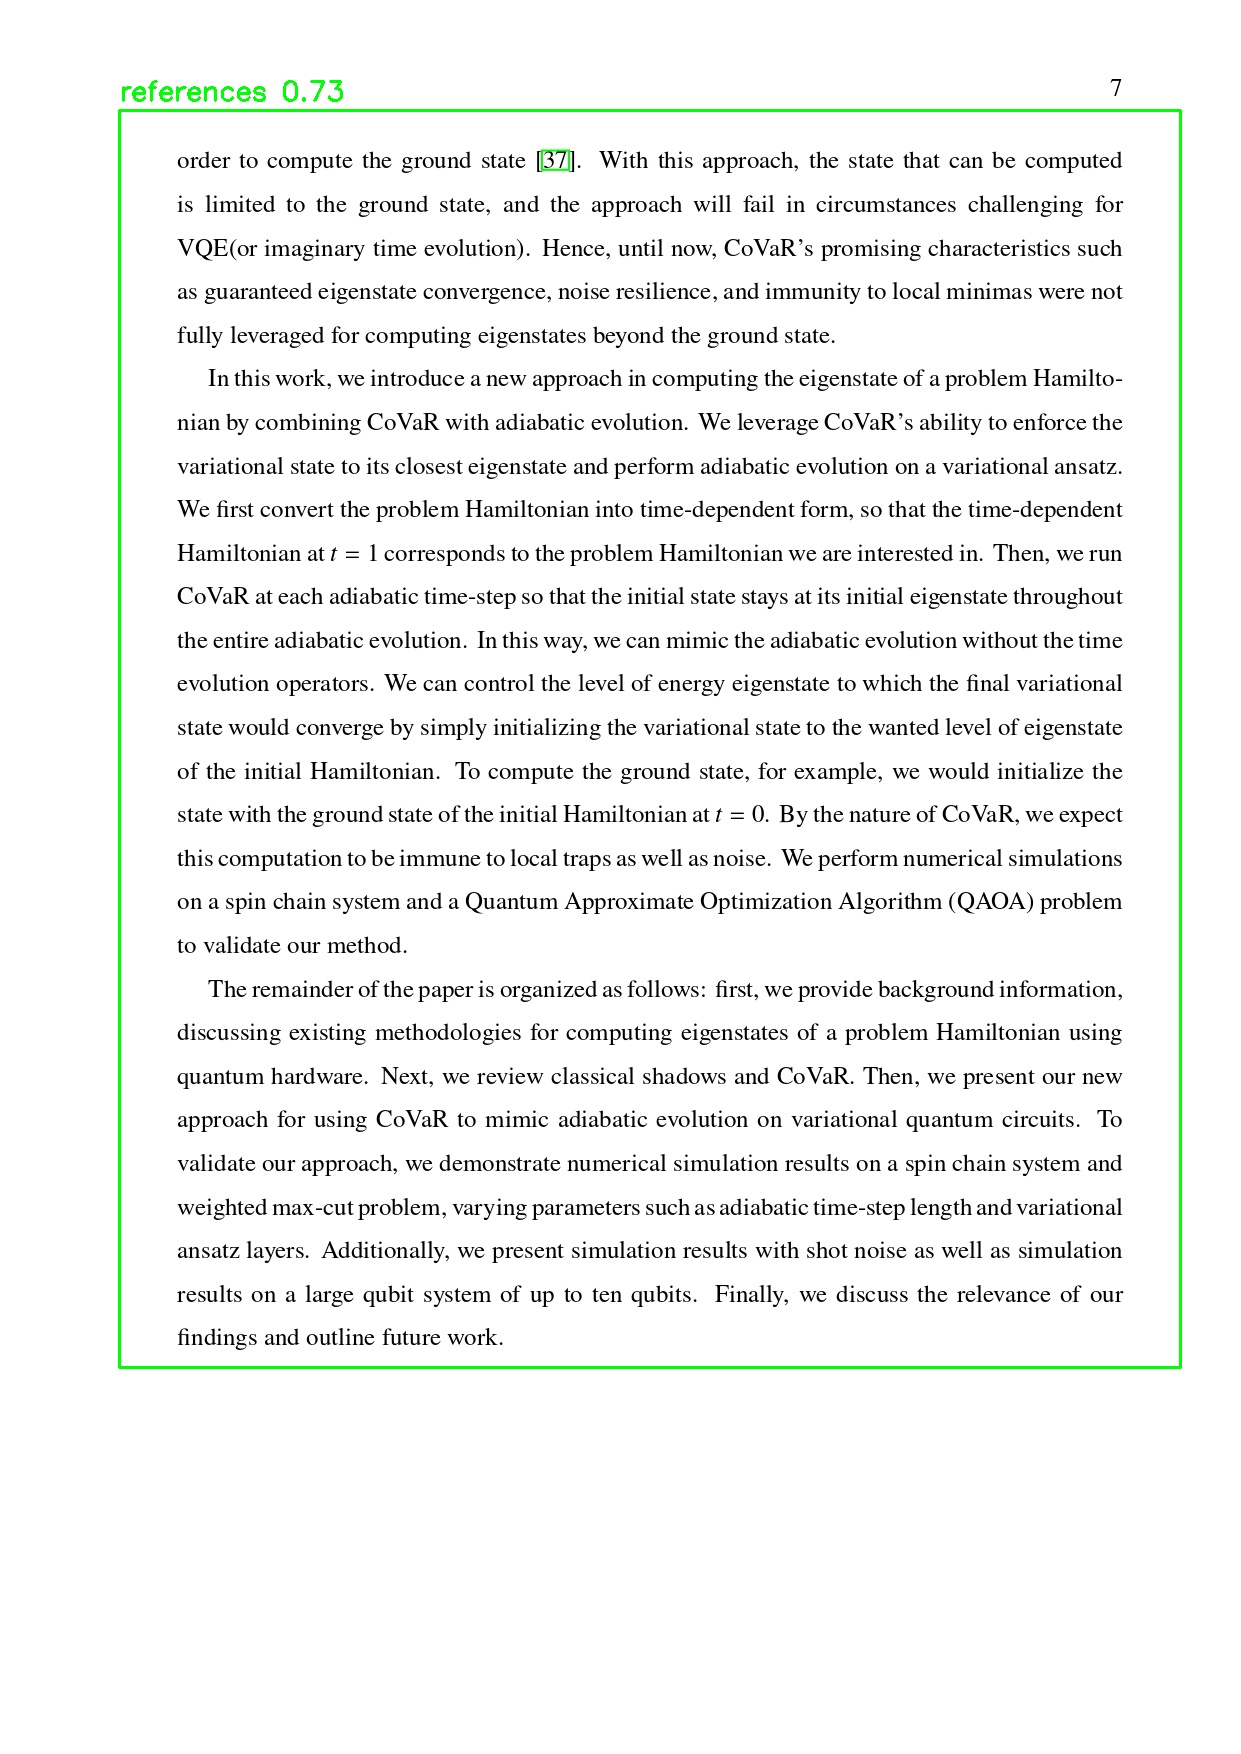 references 0.73
7
order to compute the ground state [37]. With this approach, the state that can be computed
is limited to the ground state, and the approach will fail in circumstances challenging for
VQE(or imaginary time evolution). Hence, until now, CoVaR's promising characteristics such
as guaranteed eigenstate convergence, noise resilience, and immunity to local minimas were not
fully leveraged for computing eigenstates beyond the ground state.
In this work, we introduce a new approach in computing the eigenstate of a problem Hamilto-
nian by combining CoVaR with adiabatic evolution. We leverage CoVaR's ability to enforce the
variational state to its closest eigenstate and perform adiabatic evolution on a variational ansatz.
We first convert the problem Hamiltonian into time-dependent form, so that the time-dependent
Hamiltonian at t = 1 corresponds to the problem Hamiltonian we are interested in. Then, we run
CoVaR at each adiabatic time-step so that the initial state stays at its initial eigenstate throughout
the entire adiabatic evolution. In this way, we can mimic the adiabatic evolution without the time
evolution operators. We can control the level of energy eigenstate to which the final variational
state would converge by simply initializing the variational state to the wanted level of eigenstate
of the initial Hamiltonian. To compute the ground state, for example, we would initialize the
state with the ground state of the initial Hamiltonian at t = 0. By the nature of CoVaR, we expect
this computation to be immune to local traps as well as noise. We perform numerical simulations
on a spin chain system and a Quantum Approximate Optimization Algorithm (QAOA) problem
to validate our method.
The remainder of the paper is organized as follows: first, we provide background information,
discussing existing methodologies for computing eigenstates of a problem Hamiltonian using
quantum hardware. Next, we review classical shadows and CoVaR. Then, we present our new
approach for using CoVaR to mimic adiabatic evolution on variational quantum circuits. To
validate our approach, we demonstrate numerical simulation results on a spin chain system and
weighted max-cut problem, varying parameters such as adiabatic time-step length and variational
ansatz layers. Additionally, we present simulation results with shot noise as well as simulation
results on a large qubit system of up to ten qubits. Finally, we discuss the relevance of our
findings and outline future work.